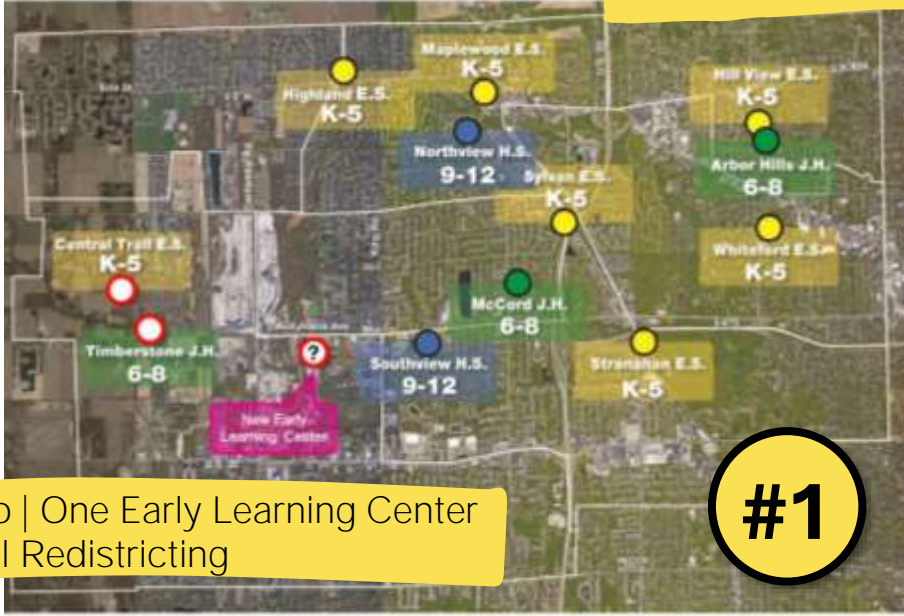 Maplewood E.S.
K-5
Highland E.S.
K-5
Hill View E.S.
K-5
Northview H.S.
9-12
Arbor Hills J.H.
6-8
Sylvan E.S.
K-5
Central Trail E.S.
K-5
Whiteford E.S.
K-5
McCord J.H.
6-8
Timberstone J.H.
6-8
?
Southview H.S.
9-12
Stranahan E.S.
K-5
New Early
Learning Center
| One Early Learning Center
Redistricting
#1